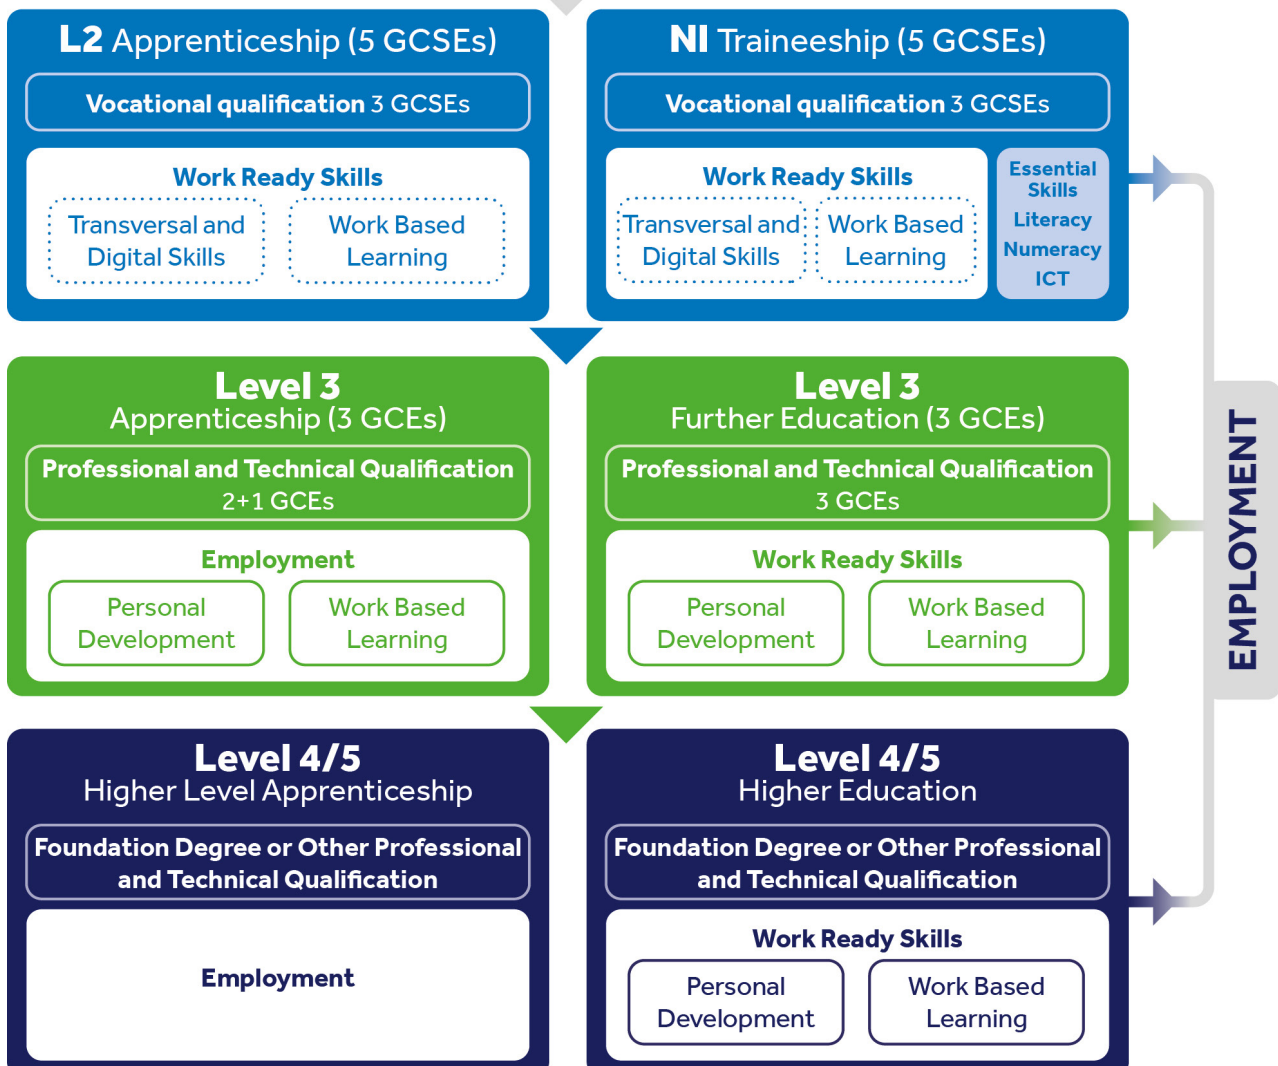 L2 Apprenticeship (5 GCSEs)
Vocational qualification 3 GCSEs
Work Ready Skills
Transversal and
Digital Skills
Work Based
Learning
NI Traineeship (5 GCSEs)
Vocational qualification 3 GCSEs
Work Ready Skills
Transversal and
Digital Skills
Work Based
Learning
Essential
Skills
Literacy
Numeracy
ICT
Level 3
Apprenticeship (3 GCEs)
Professional and Technical Qualification
2+1 GCEs
Employment
Personal
Development
Work Based
Learning
Level 3
Further Education (3 GCEs)
Professional and Technical Qualification
3 GCEs
Work Ready Skills
Personal
Development
Work Based
Learning
Level 4/5
Higher Level Apprenticeship
Foundation Degree or Other Professional
and Technical Qualification
Employment
Level 4/5
Higher Education
Foundation Degree or Other Professional
and Technical Qualification
Work Ready Skills
Personal
Development
Work Based
Learning
EMPLOYMENT